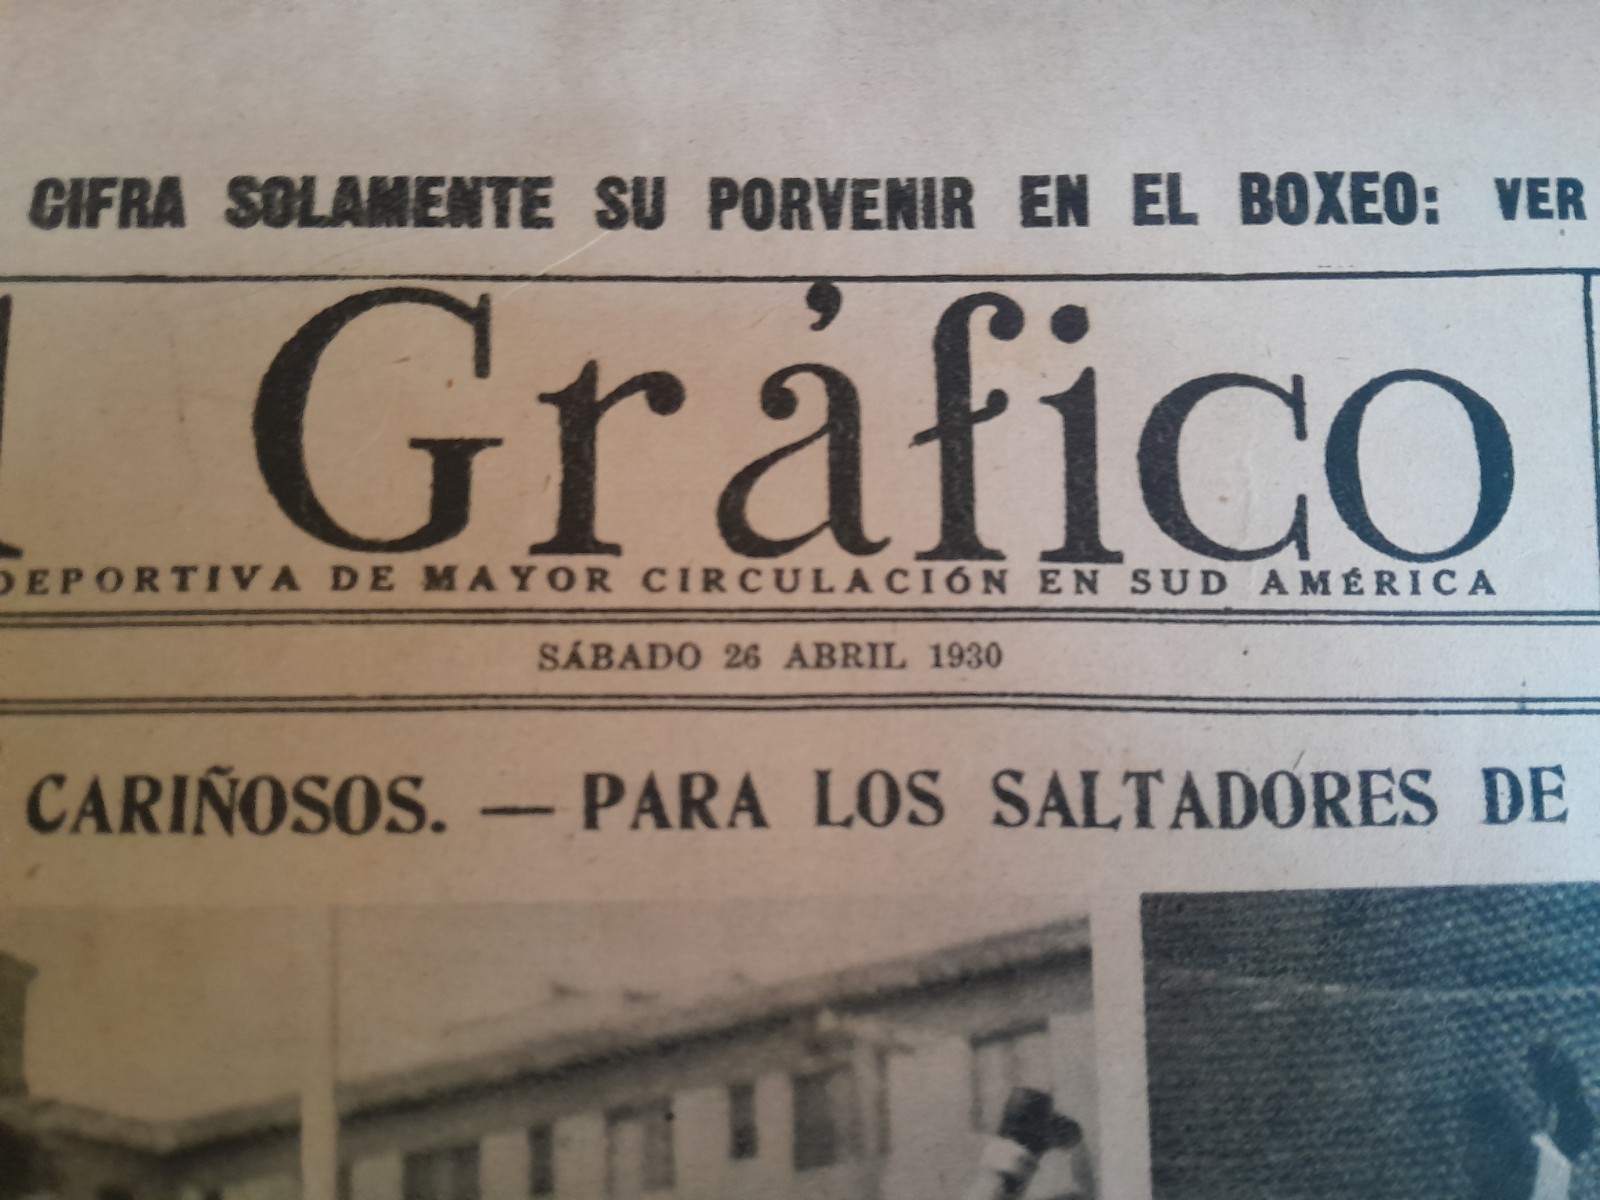 CIFRA SOLAMENTE SU PORVENIR EN EL BOXEO: VER
Gráfico
DEPORTIVA DE MAYOR CIRCULACIÓN EN SUD AMÉRICA
SÁBADO 26 ABRIL 1930
CARIÑOSOS. — PARA LOS SALTADORES DE